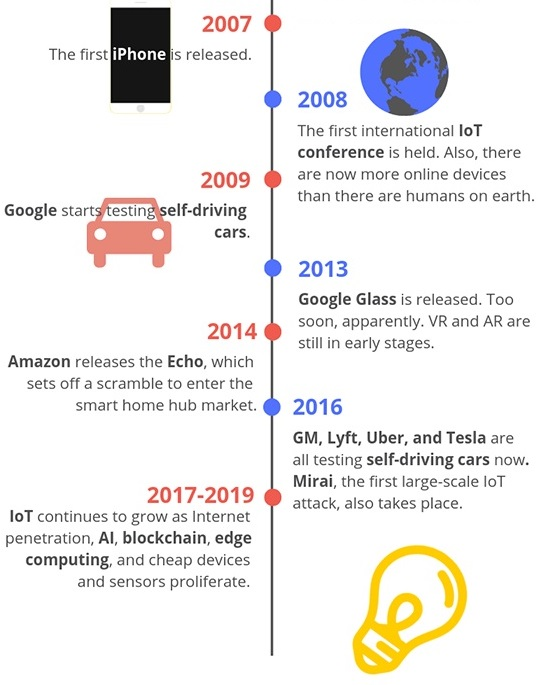 2007
The first iPhone is released.
2008
The first international IoT
conference is held. Also, there
are now more online devices
than there are humans on earth.
2009
Google starts testing self-driving
cars.
2013
Google Glass is released. Too
soon, apparently. VR and AR are
still in early stages.
2014
Amazon releases the Echo, which
sets off a scramble to enter the
smart home hub market.
2016
GM, Lyft, Uber, and Tesla are
all testing self-driving cars now.
Mirai, the first large-scale IoT
attack, also takes place.
2017-2019
IoT continues to grow as Internet
penetration, AI, blockchain, edge
computing, and cheap devices
and sensors proliferate.